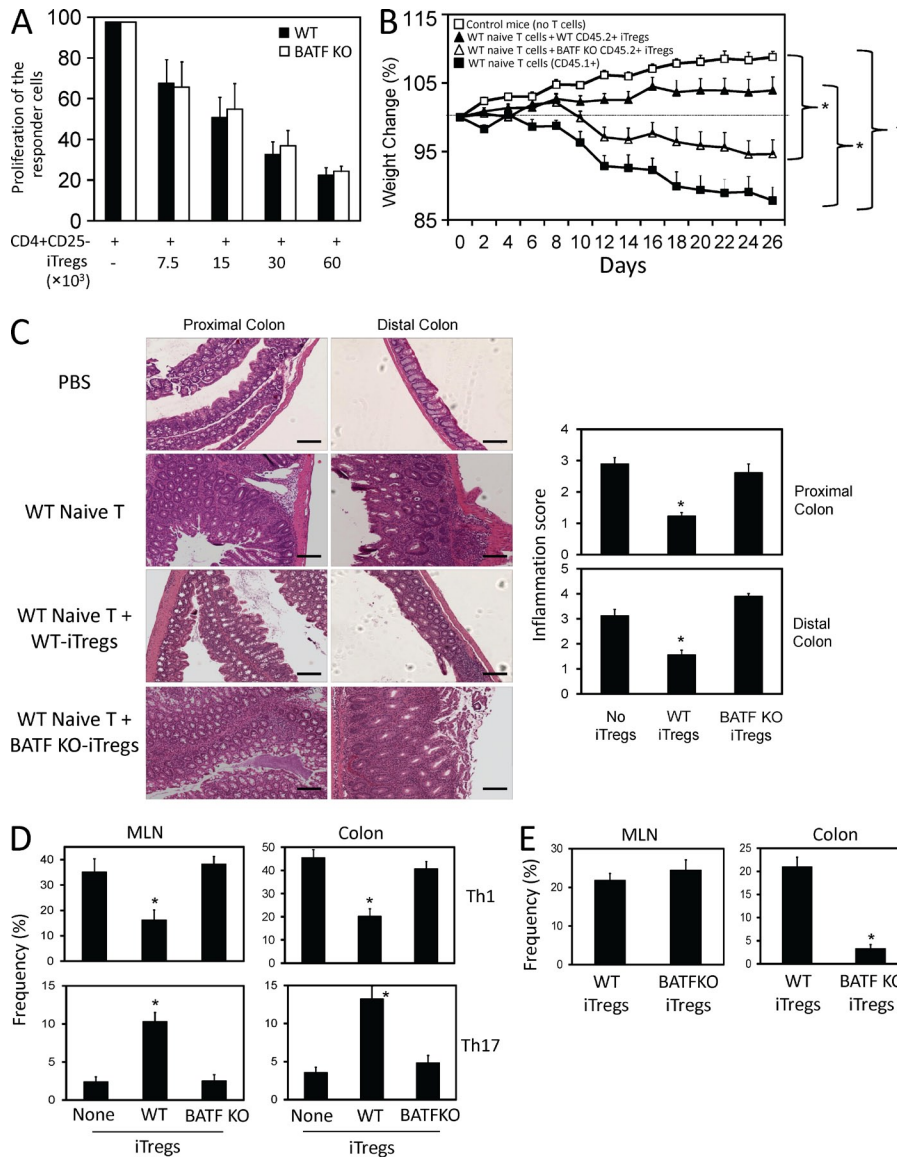 A
WT
BATF KO
Proliferation of the
responder cells
100
80
60
40
20
0
CD4+CD25- + + + + +
iTregs - 7.5 15 30 60
(×10³)
B
Control mice (no T cells)
WT naive T cells + WT CD45.2+ iTregs
WT naive T cells + BATF KO CD45.2+ iTregs
WT naive T cells (CD45.1+)
Weight Change (%)
105
95
85
0 2 4 6 8 10 12 14 16 18 20 22 24 26
Days
*
*
C
Proximal Colon Distal Colon
PBS
WT Naive T
WT Naive T +
WT-iTregs
WT Naive T +
BATF KO-iTregs
Inflammation score
4
3
2
1
0
*
Proximal
Colon
5
4
3
2
1
0
*
Distal
Colon
No
iTregs
WT
iTregs
BATF KO
iTregs
D
MLN Colon
Frequency (%)
40
30
20
10
0
*
50
40
30
20
10
0
*
Th1
15
10
5
0
*
15
10
5
0
*
Th17
None WT BATF KO
iTregs
None WT BATFKO
iTregs
E
MLN Colon
Frequency (%)
30
20
10
0
WT
iTregs
BATFKO
iTregs
25
20
15
10
5
0
*
WT
iTregs
BATF KO
iTregs